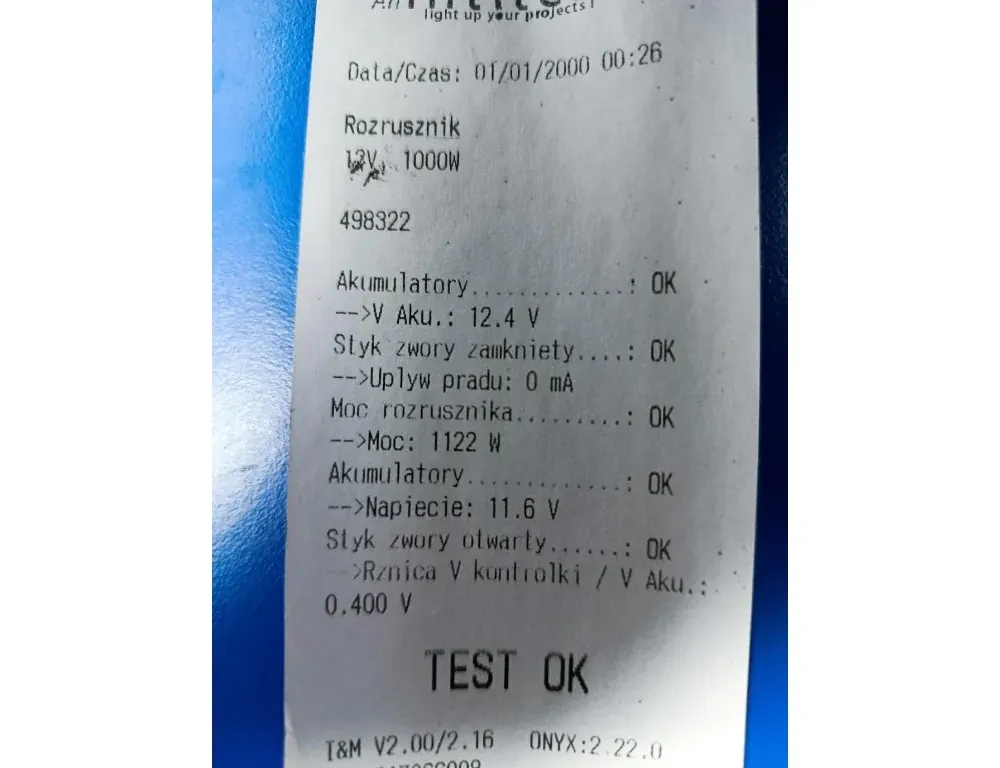 light up your projects!
Data/Czas: 01/01/2000 00:26
Rozrusznik
12V, 1000W
498322
Akumulatory.............: OK
-->V Aku.: 12.4 V
Styk zwory zamkniety....: OK
-->Uplyw pradu: 0 mA
Moc rozrusznika.........: OK
-->Moc: 1122 W
Akumulatory.............: OK
-->Napiecie: 11.6 V
Styk zwory otwarty......: OK
-->Rznica V kontrolki / V Aku.:
0.400 V
TEST OK
T&M V2.00/2.16 ONYX:2.22.0